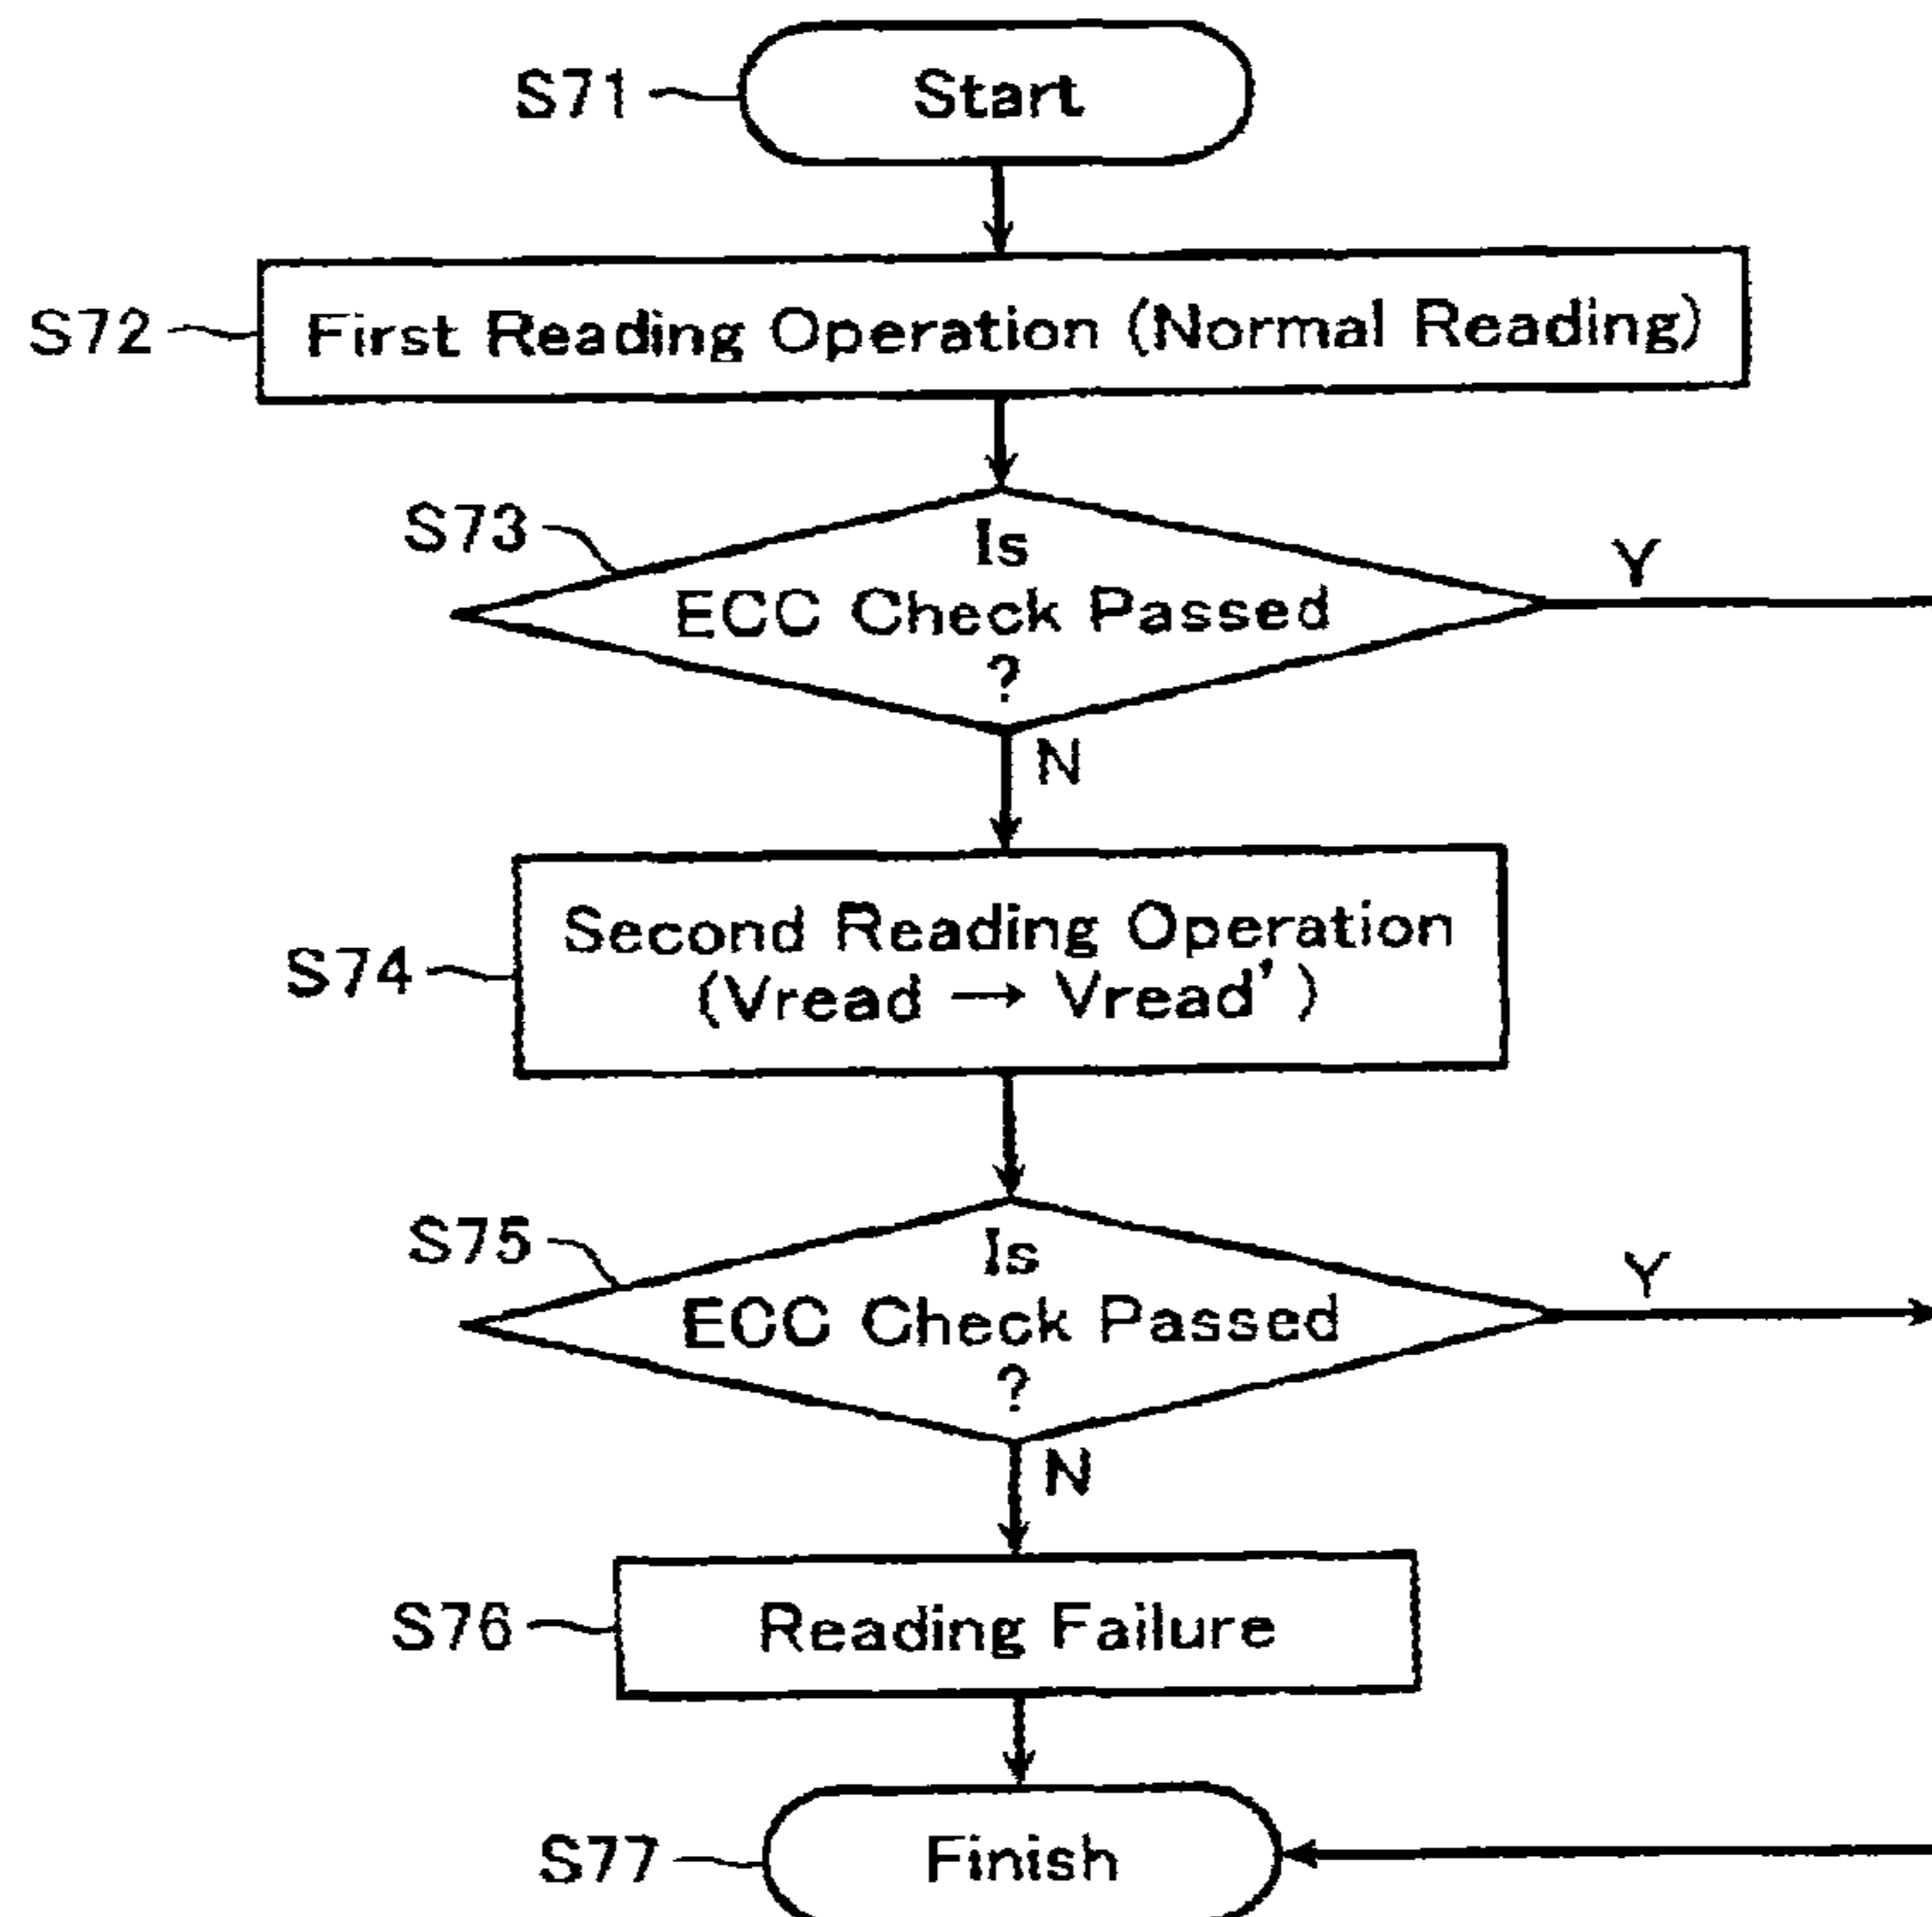 S71
Start
S72
First Reading Operation (Normal Reading)
S73
Is
ECC Check Passed
?
Y
N
S74
Second Reading Operation
(Vread → Vread')
S75
Is
ECC Check Passed
?
Y
N
S76
Reading Failure
S77
Finish